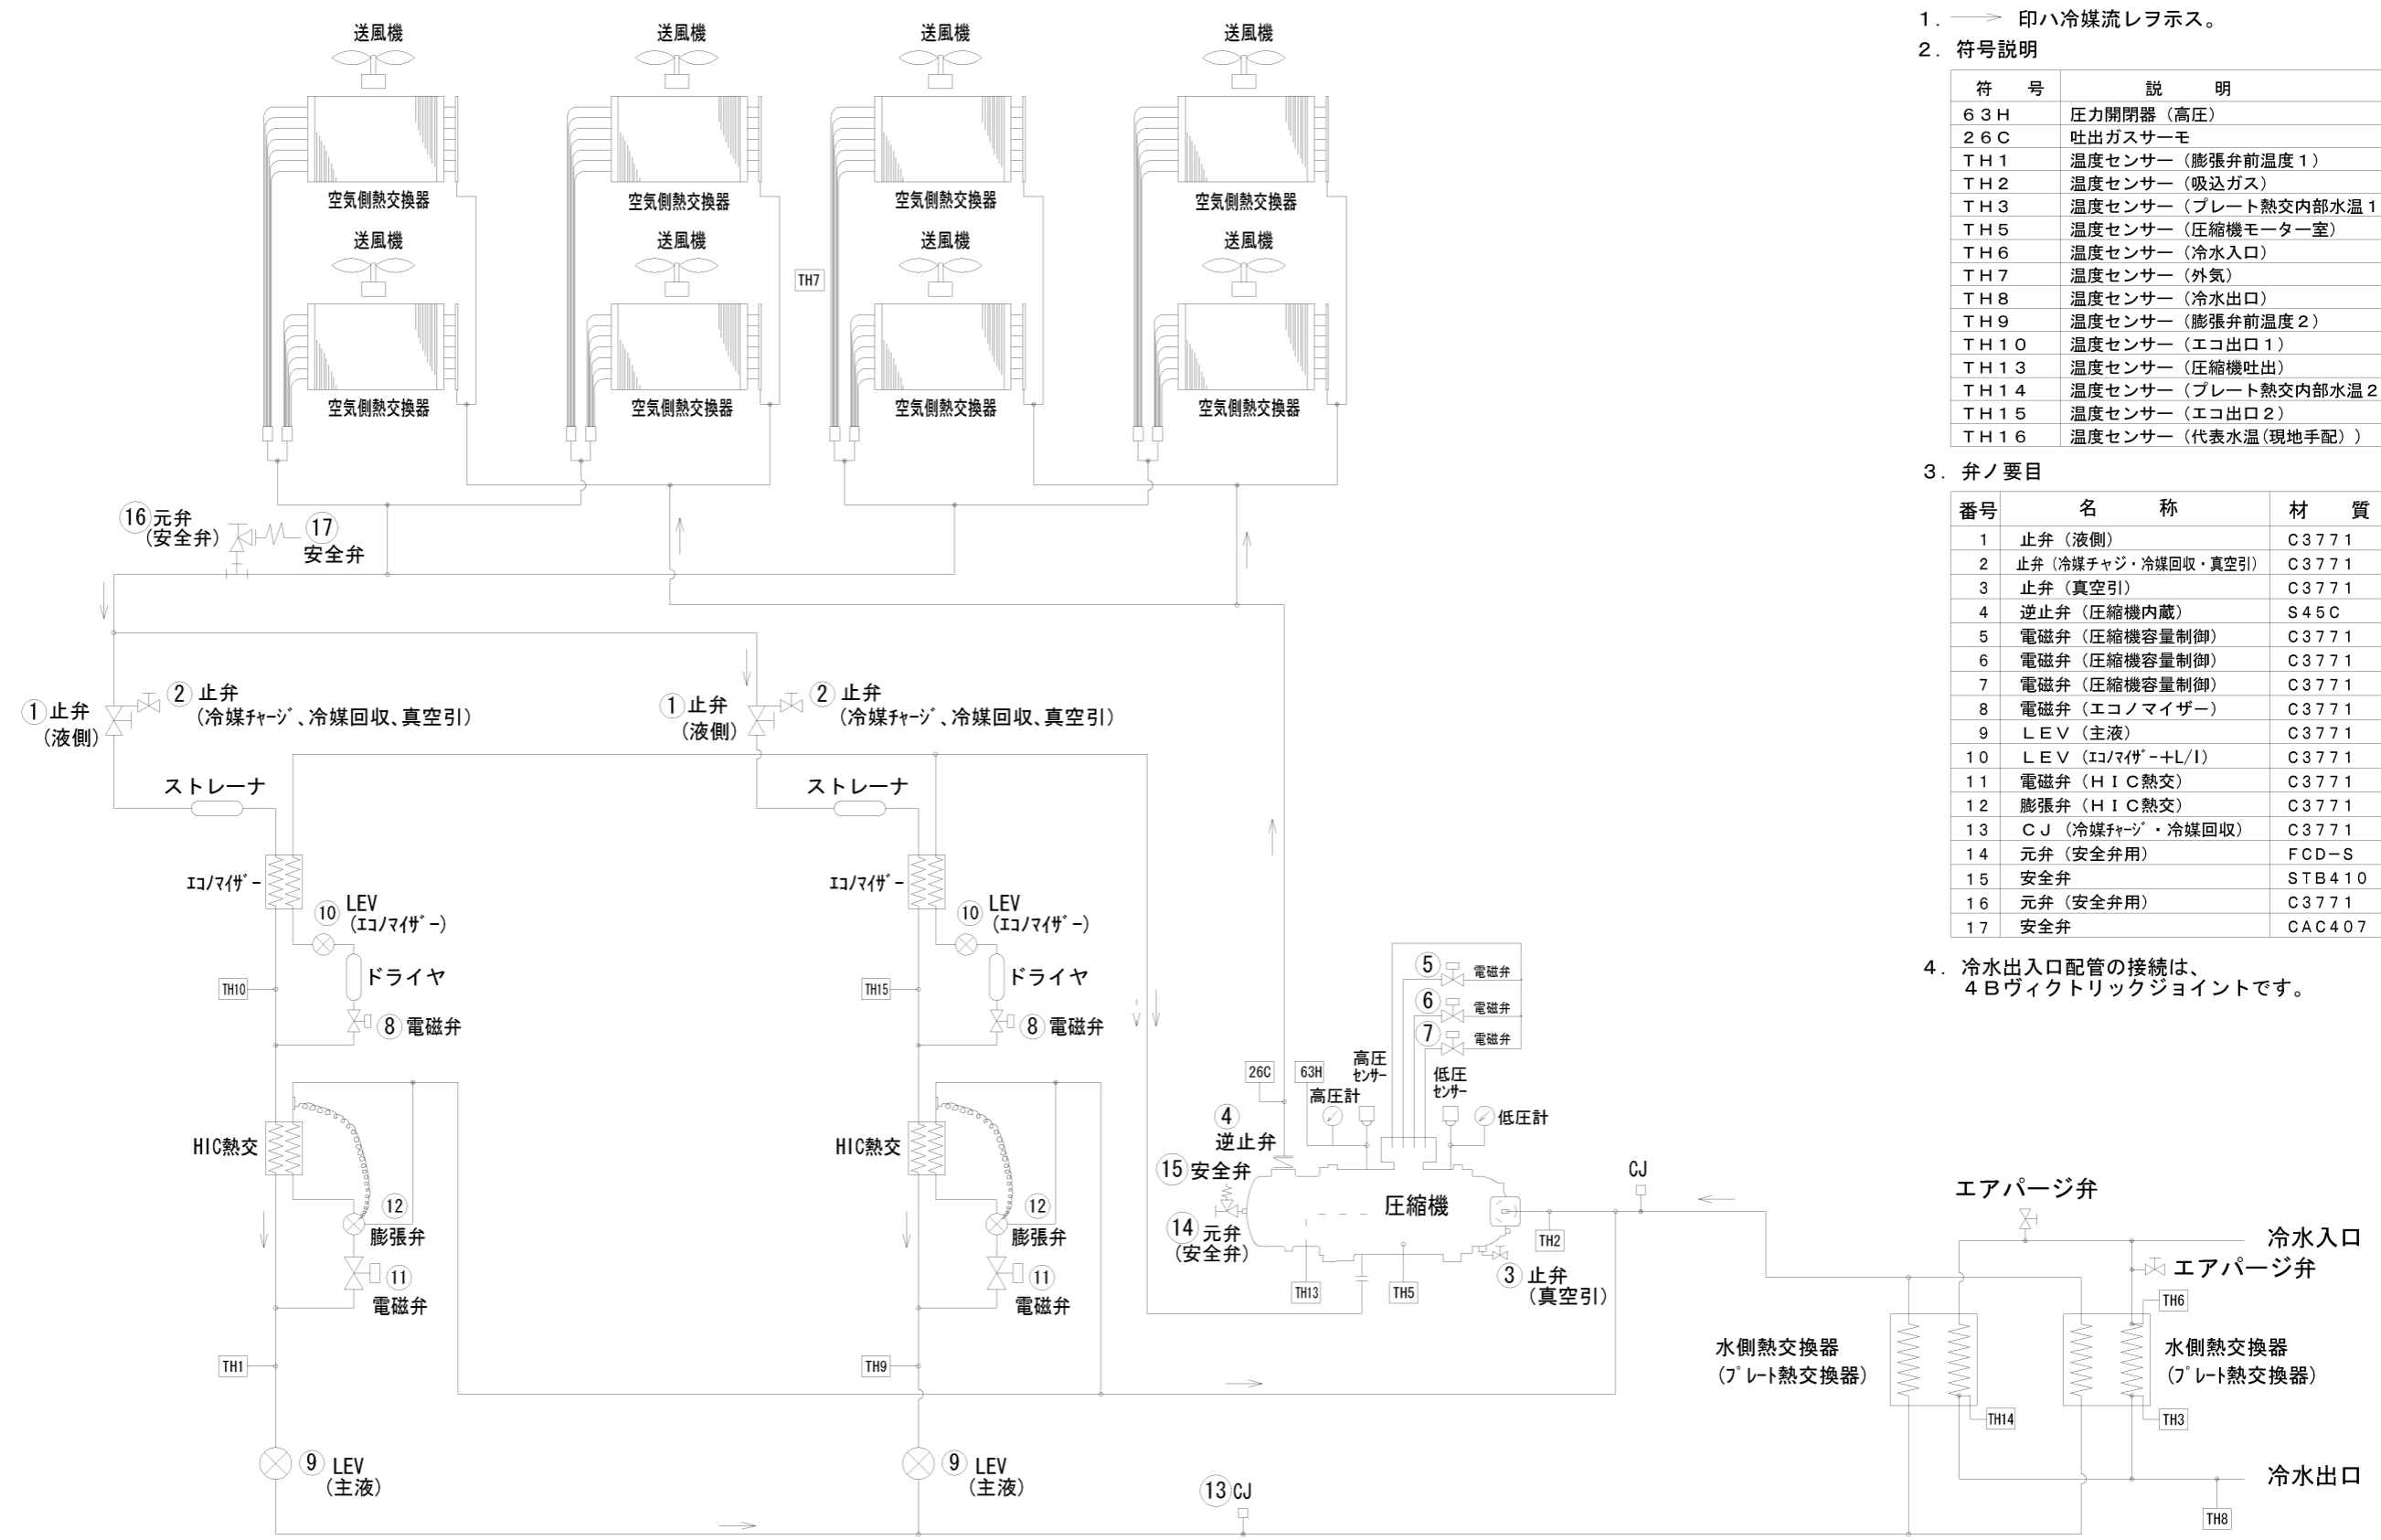 送風機
送風機
送風機
送風機
空気側熱交換器
空気側熱交換器
空気側熱交換器
空気側熱交換器
送風機
送風機
送風機
送風機
TH7
空気側熱交換器
空気側熱交換器
空気側熱交換器
空気側熱交換器
16 元弁
(安全弁)
17
安全弁
1 止弁
(液側)
2 止弁
(冷媒ﾁｬｰｼﾞ、冷媒回収、真空引)
1 止弁
(液側)
2 止弁
(冷媒ﾁｬｰｼﾞ、冷媒回収、真空引)
ストレーナ
ストレーナ
ｴｺﾉﾏｲｻﾞｰ
10 LEV
(ｴｺﾉﾏｲｻﾞｰ)
ｴｺﾉﾏｲｻﾞｰ
10 LEV
(ｴｺﾉﾏｲｻﾞｰ)
TH10
ドライヤ
8 電磁弁
TH15
ドライヤ
8 電磁弁
HIC熱交
12
膨張弁
11
電磁弁
HIC熱交
12
膨張弁
11
電磁弁
TH1
TH9
9 LEV
(主液)
9 LEV
(主液)
5 電磁弁
6 電磁弁
7 電磁弁
26C
63H
高圧
ｾﾝｻｰ
高圧計
低圧
ｾﾝｻｰ
低圧計
4
逆止弁
15 安全弁
14 元弁
(安全弁)
圧縮機
TH13
TH5
TH2
3 止弁
(真空引)
CJ
13 CJ
エアパージ弁
冷水入口
エアパージ弁
TH6
水側熱交換器
(ﾌﾟﾚｰﾄ熱交換器)
水側熱交換器
(ﾌﾟﾚｰﾄ熱交換器)
TH14
TH3
冷水出口
TH8
1. → 印ハ冷媒流レヲ示ス。
2. 符号説明
符号 説明
63H 圧力開閉器（高圧）
26C 吐出ガスサーモ
TH1 温度センサー（膨張弁前温度1）
TH2 温度センサー（吸込ガス）
TH3 温度センサー（プレート熱交内部水温1
TH5 温度センサー（圧縮機モーター室）
TH6 温度センサー（冷水入口）
TH7 温度センサー（外気）
TH8 温度センサー（冷水出口）
TH9 温度センサー（膨張弁前温度2）
TH10 温度センサー（エコ出口1）
TH13 温度センサー（圧縮機吐出）
TH14 温度センサー（プレート熱交内部水温2
TH15 温度センサー（エコ出口2）
TH16 温度センサー（代表水温(現地手配)）
3. 弁ノ要目
番号 名称 材質
1 止弁（液側） C3771
2 止弁（冷媒チャジ・冷媒回収・真空引） C3771
3 止弁（真空引） C3771
4 逆止弁（圧縮機内蔵） S45C
5 電磁弁（圧縮機容量制御） C3771
6 電磁弁（圧縮機容量制御） C3771
7 電磁弁（圧縮機容量制御） C3771
8 電磁弁（エコノマイザー） C3771
9 LEV（主液） C3771
10 LEV（ｴｺﾉﾏｲｻﾞｰ+L/I） C3771
11 電磁弁（HIC熱交） C3771
12 膨張弁（HIC熱交） C3771
13 CJ（冷媒ﾁｬｰｼﾞ・冷媒回収） C3771
14 元弁（安全弁用） FCD-S
15 安全弁 STB410
16 元弁（安全弁用） C3771
17 安全弁 CAC407
4. 冷水出入口配管の接続は、
4Bヴィクトリックジョイントです。